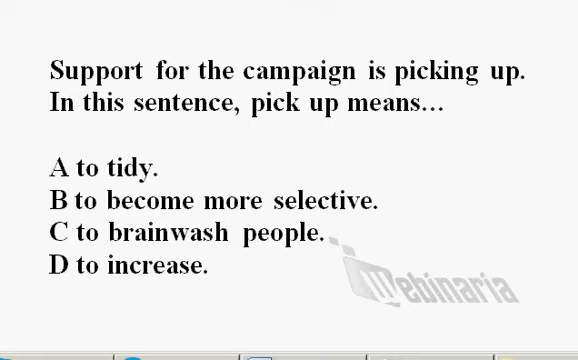 Support for the campaign is picking up.
In this sentence, pick up means...
A to tidy.
B to become more selective.
C to brainwash people.
D to increase.
Webinaria